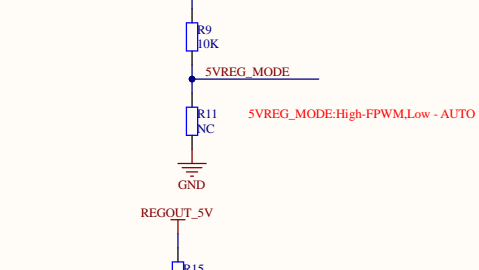 R9
10K
5VREG_MODE
R11
NC
5VREG_MODE:High-FPWM,Low - AUTO
GND
REGOUT_5V
R15